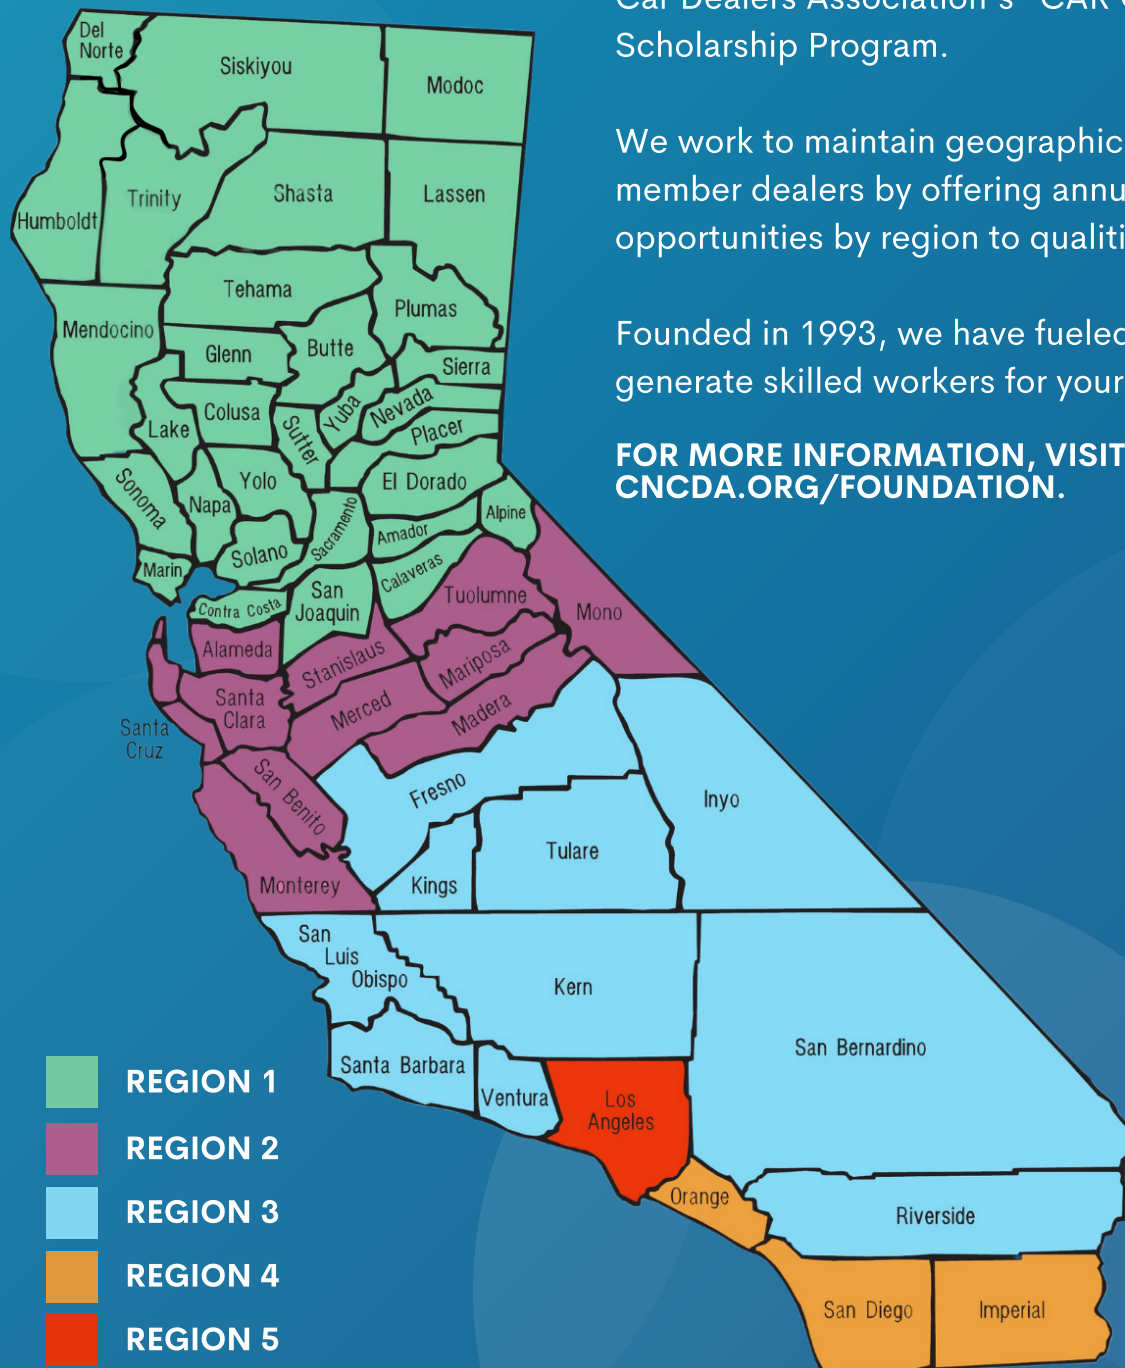 Car Dealers Association's "CAR
Scholarship Program.
We work to maintain geographic
member dealers by offering
opportunities by region to
Founded in 1993, we have fueled
generate skilled workers for your
FOR MORE INFORMATION, VISIT
CNCDA.ORG/FOUNDATION.
Del
Norte
Siskiyou
Modoc
Humboldt
Trinity
Shasta
Lassen
Tehama
Plumas
Mendocino
Glenn
Butte
Sierra
Lake
Colusa
Sutter
Yuba
Nevada
Placer
Sonoma
Napa
Yolo
El Dorado
Sacramento
Amador
Alpine
Marin
Solano
Calaveras
Contra Costa
San
Joaquin
Tuolumne
Mono
Alameda
Stanislaus
Mariposa
Santa
Clara
Merced
Madera
Santa
Cruz
San Benito
Fresno
Inyo
Tulare
Monterey
Kings
San
Luis
Obispo
Kern
San Bernardino
Santa Barbara
Ventura
Los
Angeles
Orange
Riverside
San Diego
Imperial
REGION 1
REGION 2
REGION 3
REGION 4
REGION 5